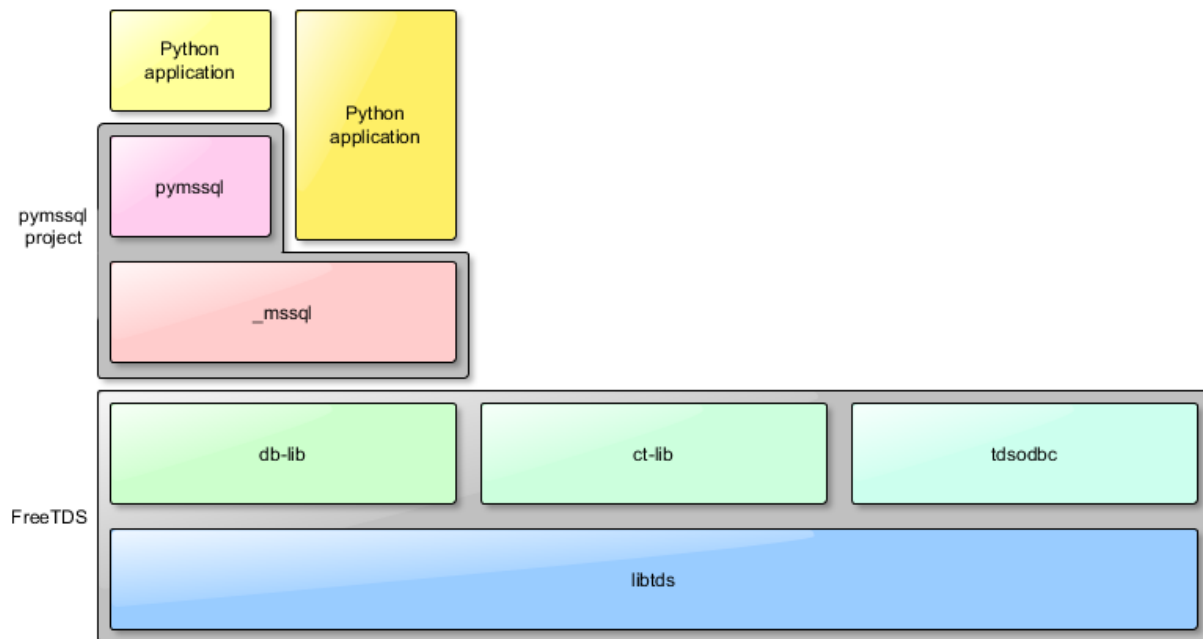 Python
application
Python
application
pymssql
project
pymssql
_mssql
FreeTDS
db-lib
ct-lib
tdsodbc
libtds